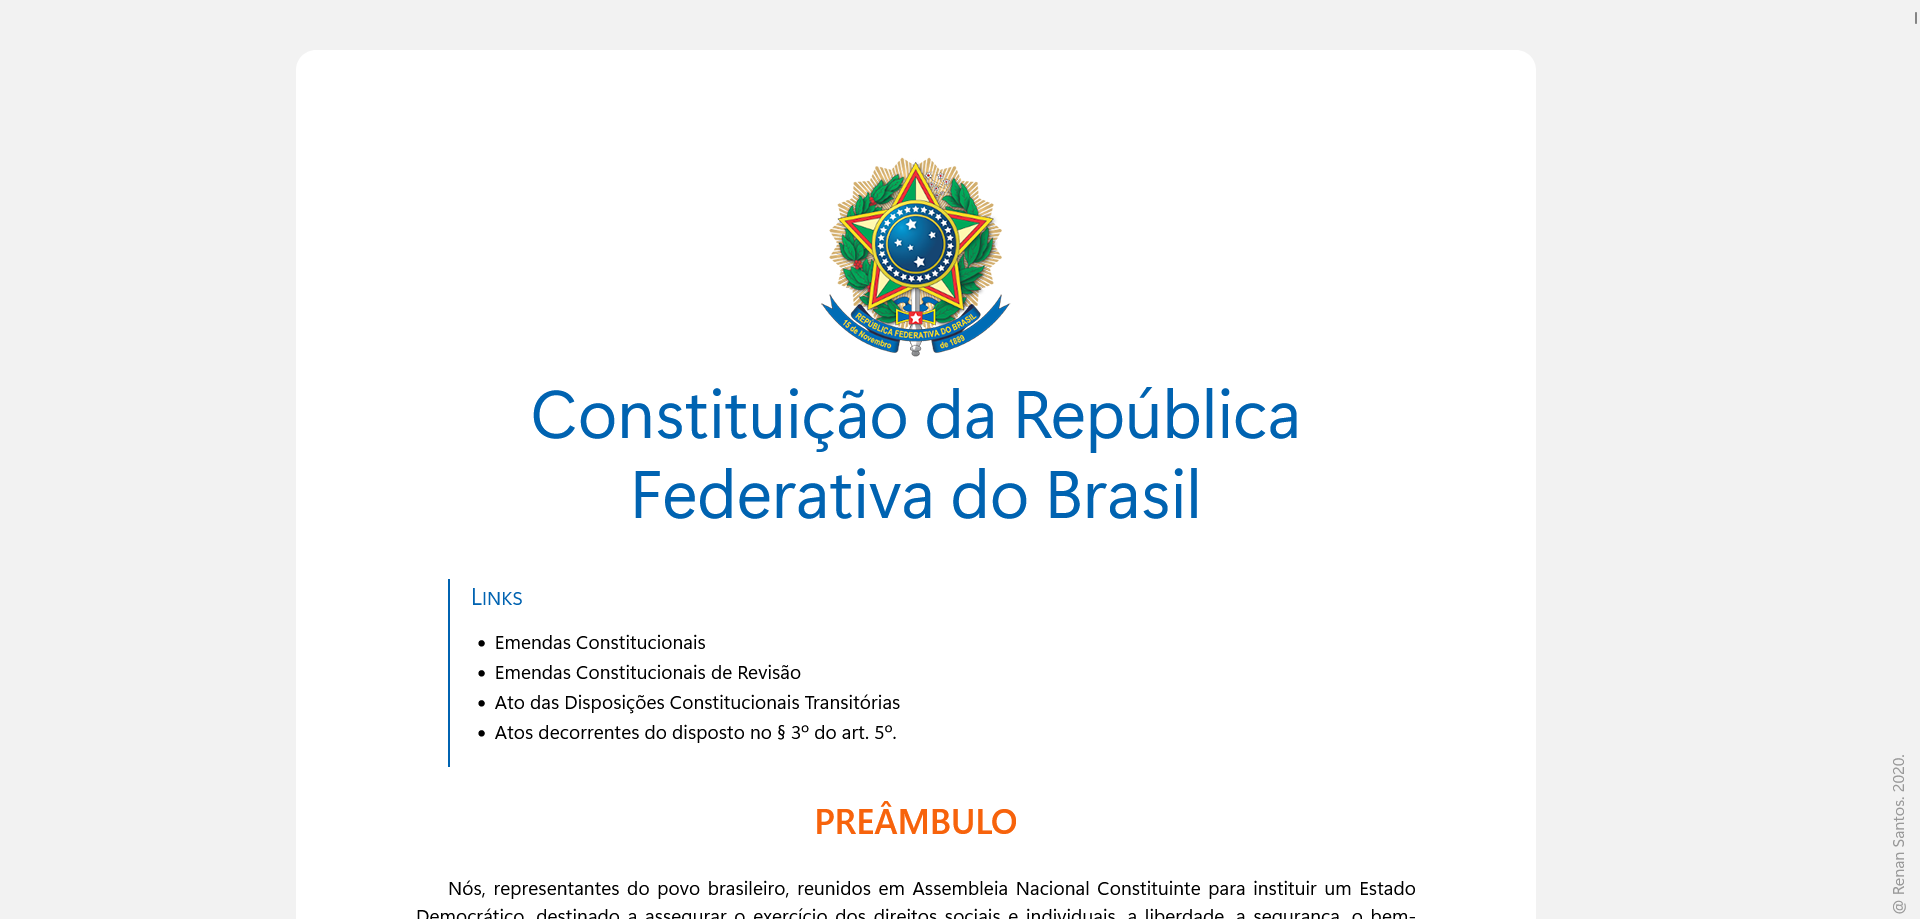 REPÚBLICA FEDERATIVA DO BRASIL
15 de Novembro de 1889
Constituição da República
Federativa do Brasil
Links
• Emendas Constitucionais
• Emendas Constitucionais de Revisão
• Ato das Disposições Constitucionais Transitórias
• Atos decorrentes do disposto no § 3º do art. 5º.
PREÂMBULO
Nós, representantes do povo brasileiro, reunidos em Assembleia Nacional Constituinte para instituir um Estado
Democrático, destinado a assegurar o exercício dos direitos sociais e individuais, a liberdade, a segurança, o bem-
@ Renan Santos. 2020.